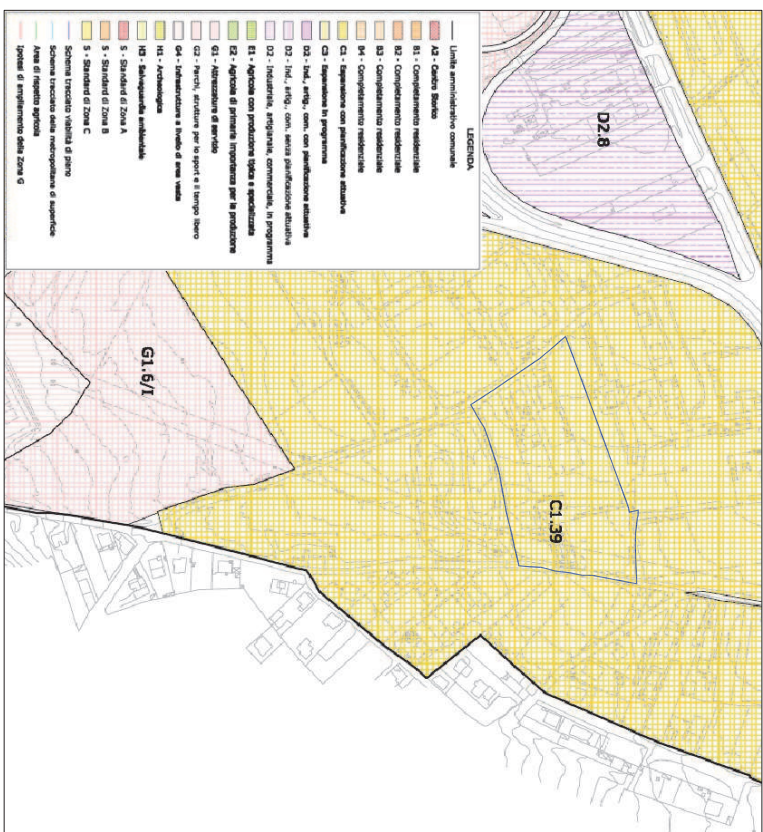 LEGENDA
Limite amministrativo comunale
A2 - Centro Storico
B1 - Completamento residenziale
B2 - Completamento residenziale
B3 - Completamento residenziale
B4 - Completamento residenziale
C1 - Espansione con pianificazione attuativa
C3 - Espansione in programma
D2 - Ind., artig., com. con pianificazione attuativa
D2 - Ind., artig., com. senza pianificazione attuativa
D2 - Industriale, artigianale, commerciale, in programma
E1 - Agricola con produzione tipica e specializzata
E2 - Agricola di primaria importanza per la produzione
G1 - Attrezzature di servizio
G2 - Parchi, strutture per lo sport e il tempo libero
G4 - Infrastrutture a livello di area vasta
H1 - Archeologica
H3 - Salvaguardia ambientale
S - Standard di Zona A
S - Standard di Zona B
S - Standard di Zona C
Schema tracciato viabilità di piano
Schema tracciato della metropolitana di superficie
Area di rispetto agricola
Ipotesi di ampliamento delle Zone G
D2.8
C1.39
G1.6/I